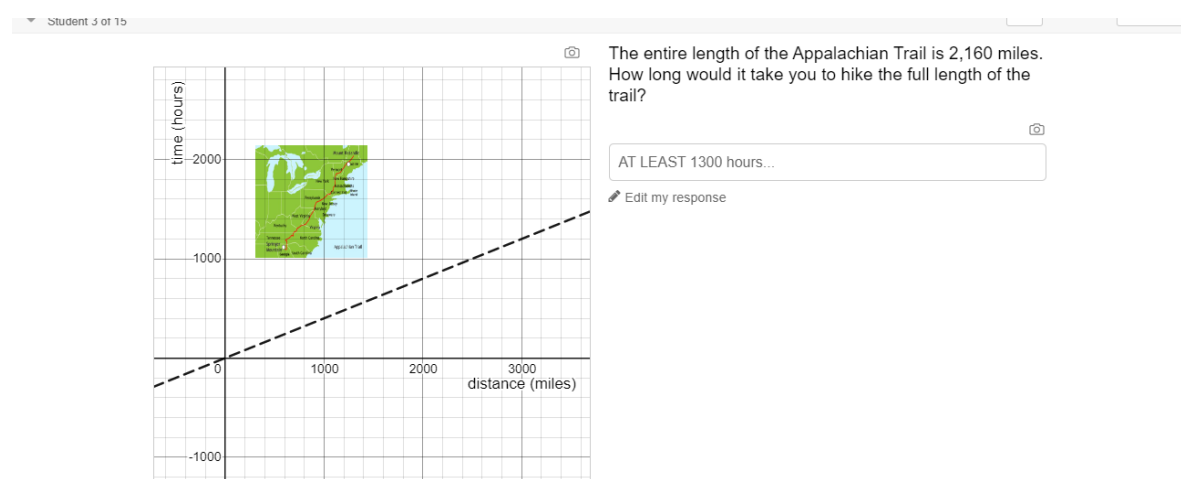 Student 3 of 15
The entire length of the Appalachian Trail is 2,160 miles.
How long would it take you to hike the full length of the
trail?
AT LEAST 1300 hours...
Edit my response
time (hours)
2000
1000
0
1000
2000
3000
distance (miles)
-1000
Appalachian Trail